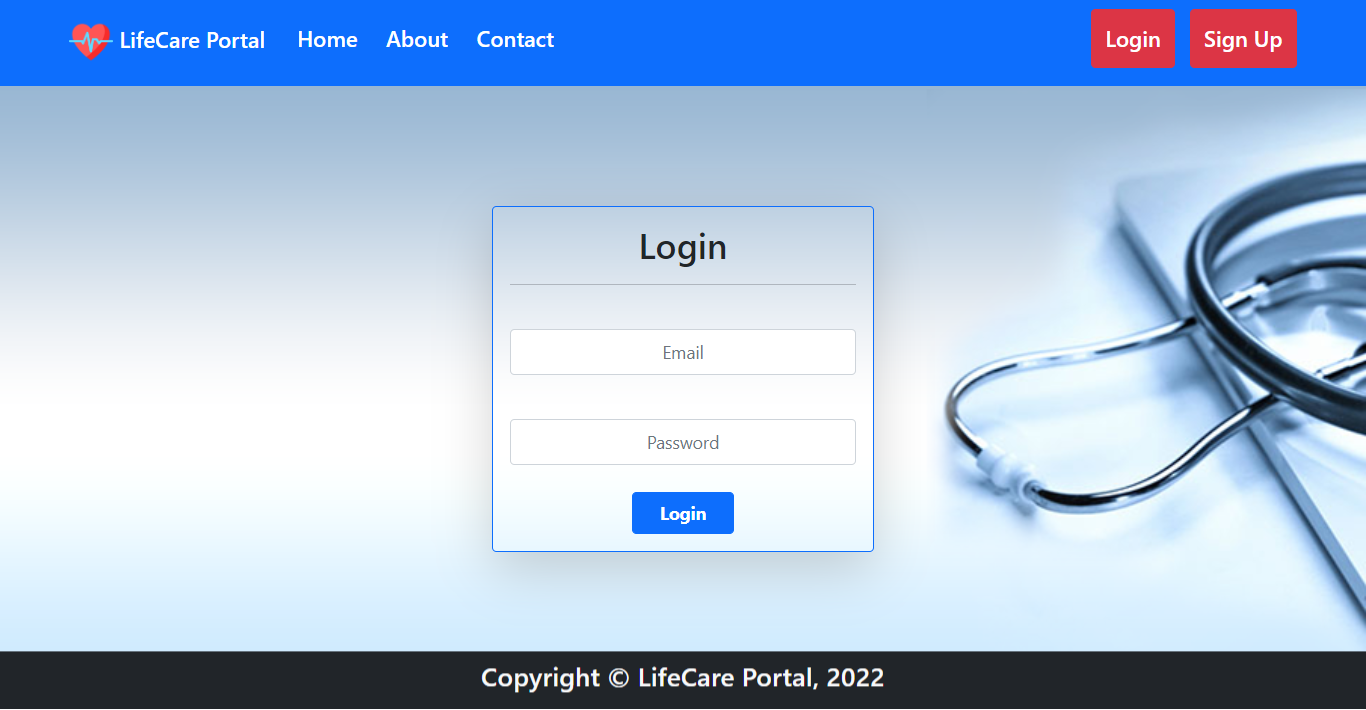 LifeCare Portal Home About Contact Login Sign Up
Login
Email
Password
Login
Copyright © LifeCare Portal, 2022